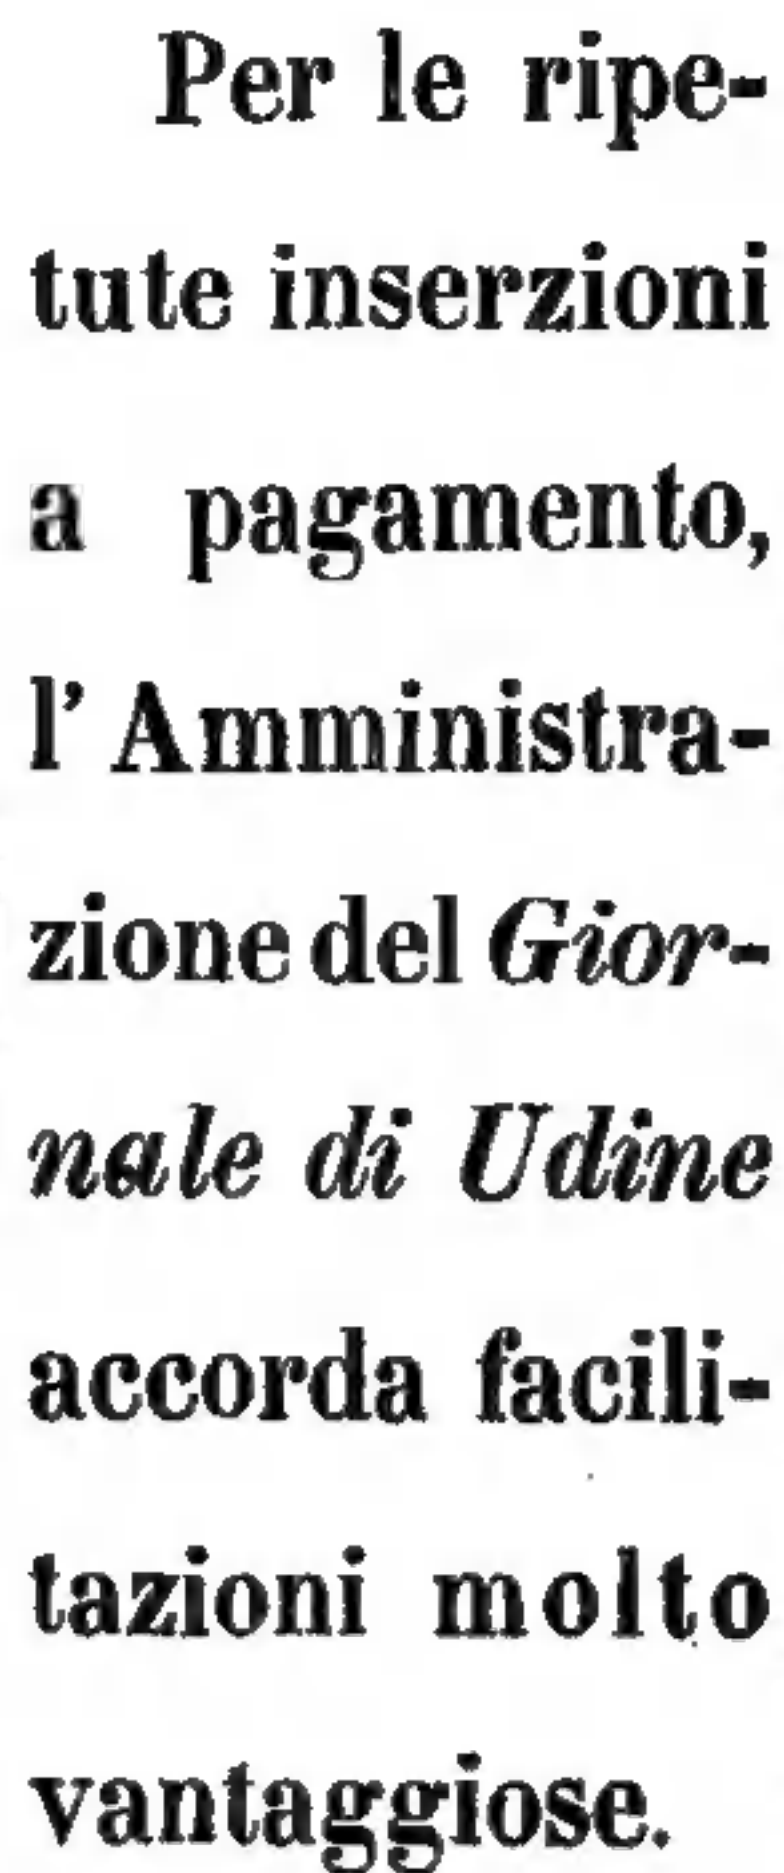 Per le ripe-
tute inserzioni
a pagamento,
l' Amministra-
zione del Gior-
nale di Udine
accorda facili-
tazioni molto
vantaggiose.